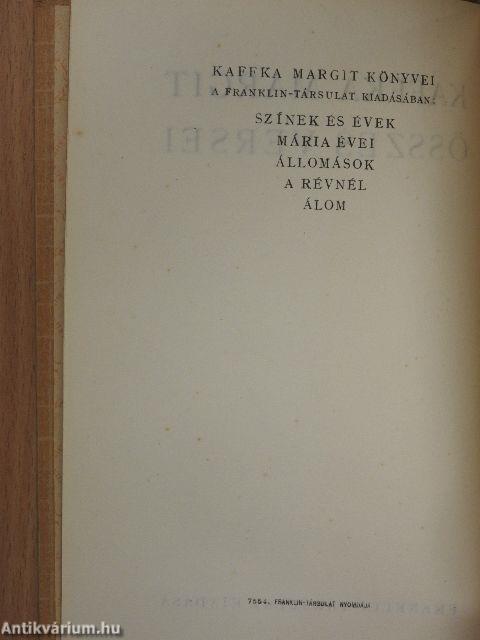 KAFFKA MARGIT KÖNYVEI
A FRANKLIN-TÁRSULAT KIADÁSÁBAN:
SZÍNEK ÉS ÉVEK
MÁRIA ÉVEI
ÁLLOMÁSOK
A RÉVNÉL
ÁLOM
7554. FRANKLIN-TÁRSULAT NYOMDÁJA
Antikvárium.hu